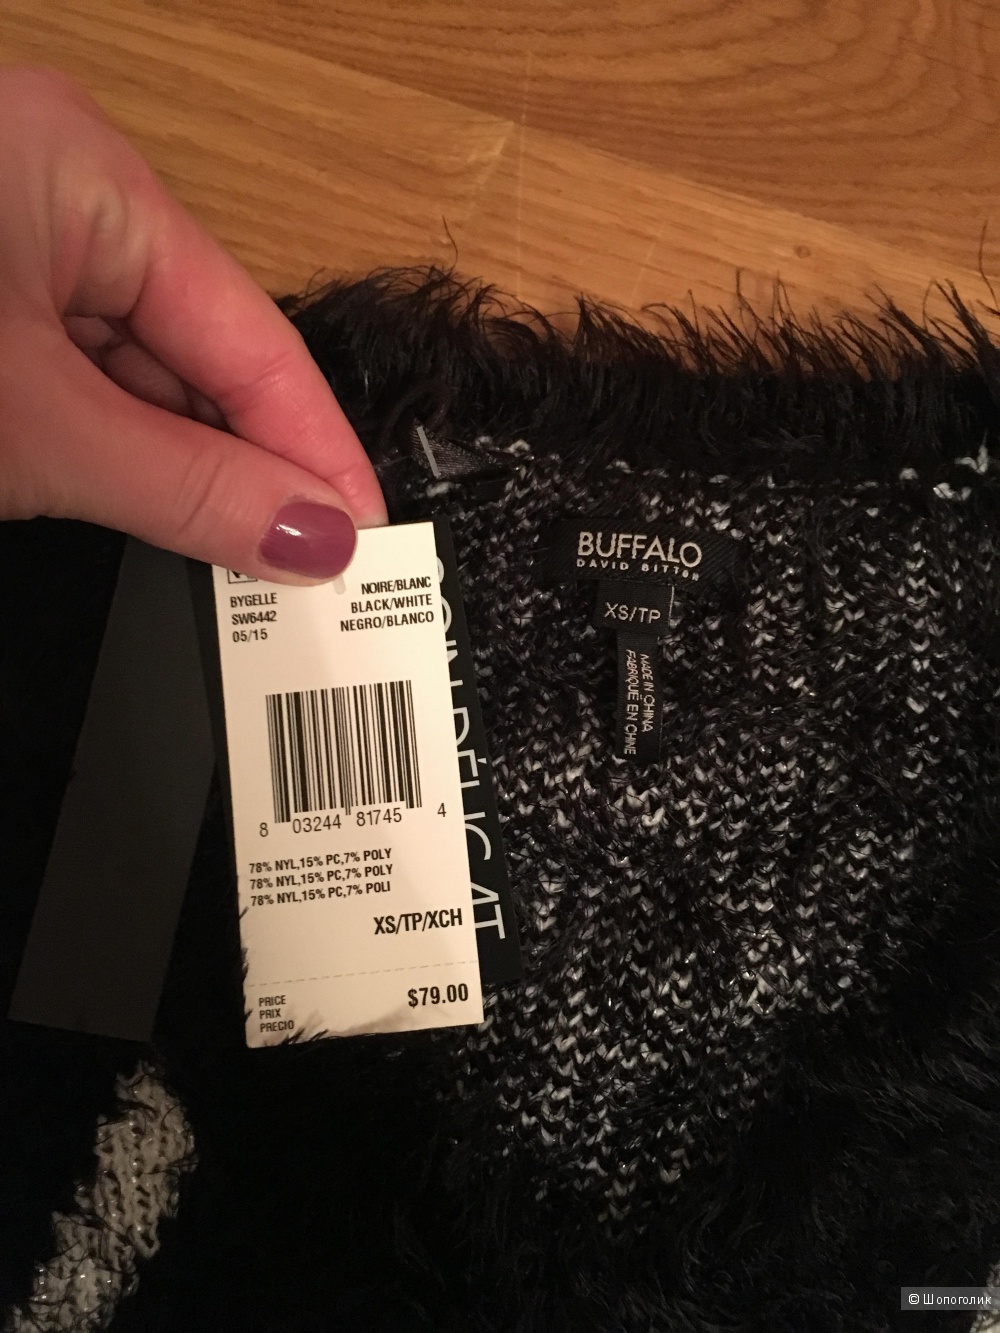 BYGELLE
SW6442
05/15
NOIRE/BLANC
BLACK/WHITE
NEGRO/BLANCO
8 03244 81745 4
78% NYL,15% PC,7% POLY
78% NYL,15% PC,7% POLY
78% NYL,15% PC,7% POLI
XS/TP/XCH
PRICE
PRIX
PRECIO
$79.00
BUFFALO
DAVID BITTON
XS/TP
MADE IN CHINA
FABRIQUÉ EN CHINE
© Шопоголик